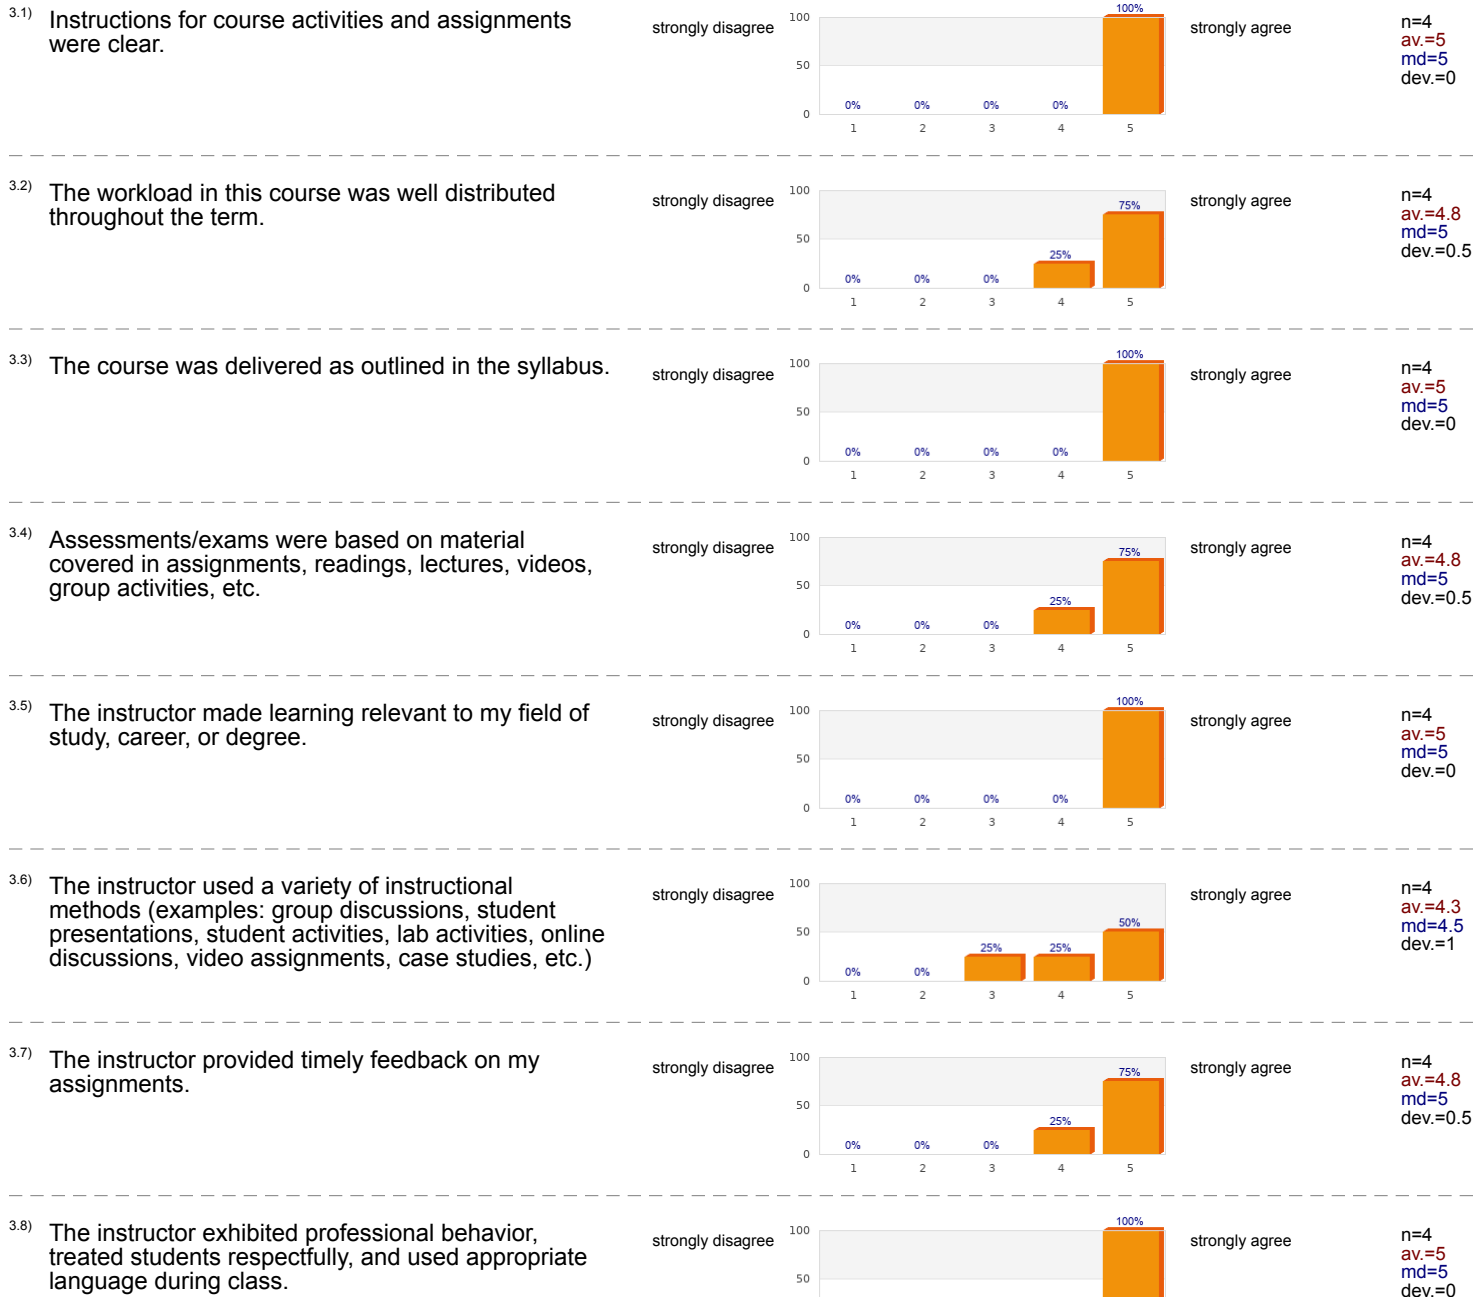 3.1) Instructions for course activities and assignments
were clear.
strongly disagree
100
50
0
0% 0% 0% 0% 100%
1 2 3 4 5
strongly agree
n=4
av.=5
md=5
dev.=0
3.2) The workload in this course was well distributed
throughout the term.
strongly disagree
100
50
0
0% 0% 0% 25% 75%
1 2 3 4 5
strongly agree
n=4
av.=4.8
md=5
dev.=0.5
3.3) The course was delivered as outlined in the syllabus.
strongly disagree
100
50
0
0% 0% 0% 0% 100%
1 2 3 4 5
strongly agree
n=4
av.=5
md=5
dev.=0
3.4) Assessments/exams were based on material
covered in assignments, readings, lectures, videos,
group activities, etc.
strongly disagree
100
50
0
0% 0% 0% 25% 75%
1 2 3 4 5
strongly agree
n=4
av.=4.8
md=5
dev.=0.5
3.5) The instructor made learning relevant to my field of
study, career, or degree.
strongly disagree
100
50
0
0% 0% 0% 0% 100%
1 2 3 4 5
strongly agree
n=4
av.=5
md=5
dev.=0
3.6) The instructor used a variety of instructional
methods (examples: group discussions, student
presentations, student activities, lab activities, online
discussions, video assignments, case studies, etc.)
strongly disagree
100
50
0
0% 0% 25% 25% 50%
1 2 3 4 5
strongly agree
n=4
av.=4.3
md=4.5
dev.=1
3.7) The instructor provided timely feedback on my
assignments.
strongly disagree
100
50
0
0% 0% 0% 25% 75%
1 2 3 4 5
strongly agree
n=4
av.=4.8
md=5
dev.=0.5
3.8) The instructor exhibited professional behavior,
treated students respectfully, and used appropriate
language during class.
strongly disagree
100
50
100%
strongly agree
n=4
av.=5
md=5
dev.=0